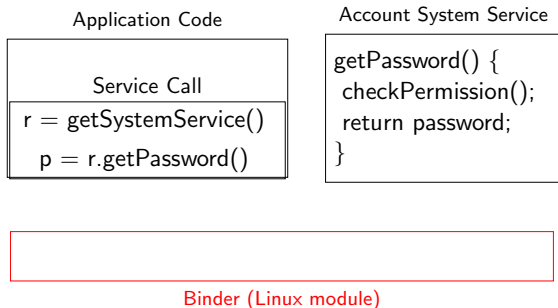 Application Code
Service Call
r = getSystemService()
p = r.getPassword()
Account System Service
getPassword() {
checkPermission();
return password;
}
Binder (Linux module)